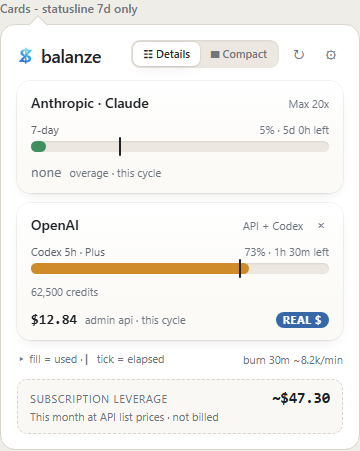 Cards - statusline 7d only
$ balanze
Details
Compact
Anthropic · Claude
Max 20x
7-day
5% · 5d 0h left
none overage · this cycle
OpenAI
API + Codex ×
Codex 5h · Plus
73% · 1h 30m left
62,500 credits
$12.84 admin api · this cycle
REAL $
fill = used · | tick = elapsed
burn 30m ~8.2k/min
SUBSCRIPTION LEVERAGE
~$47.30
This month at API list prices · not billed